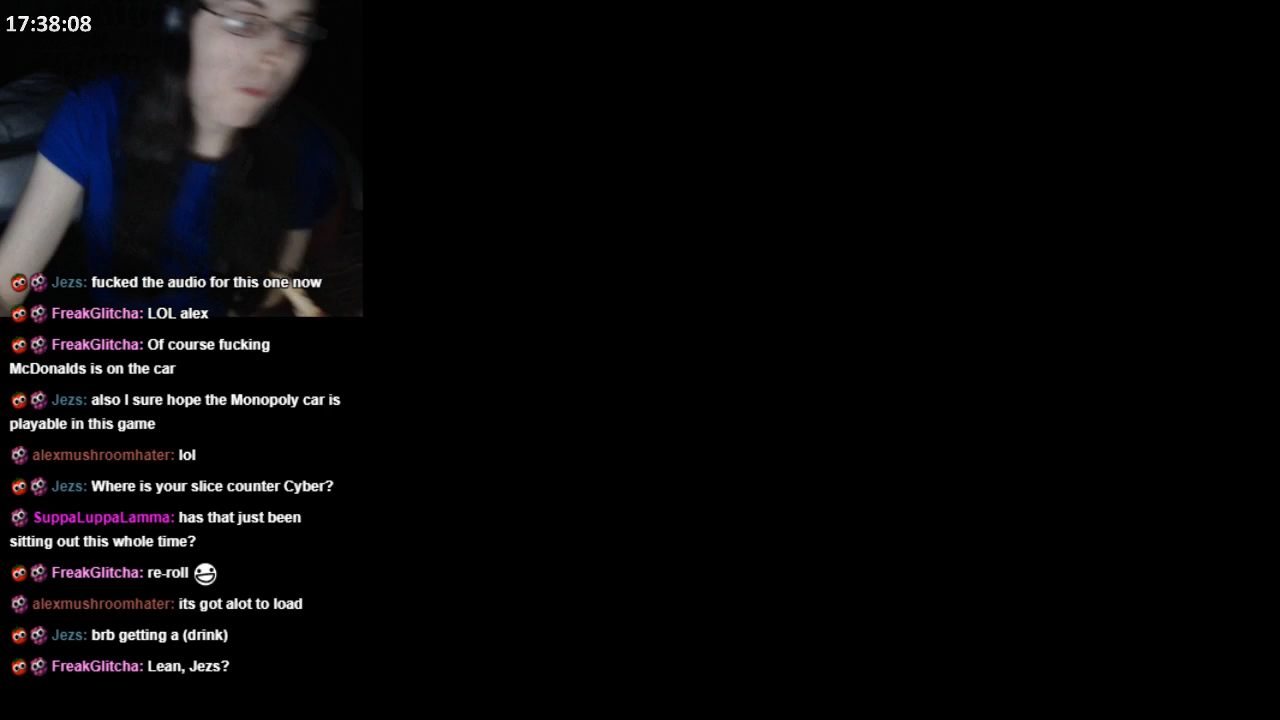 17:38:08
Jezs: fucked the audio for this one now
FreakGlitcha: LOL alex
FreakGlitcha: Of course fucking
McDonalds is on the car
Jezs: also I sure hope the Monopoly car is
playable in this game
alexmushroomhater: lol
Jezs: Where is your slice counter Cyber?
SuppaLuppaLamma: has that just been
sitting out this whole time?
FreakGlitcha: re-roll
alexmushroomhater: its got alot to load
Jezs: brb getting a (drink)
FreakGlitcha: Lean, Jezs?